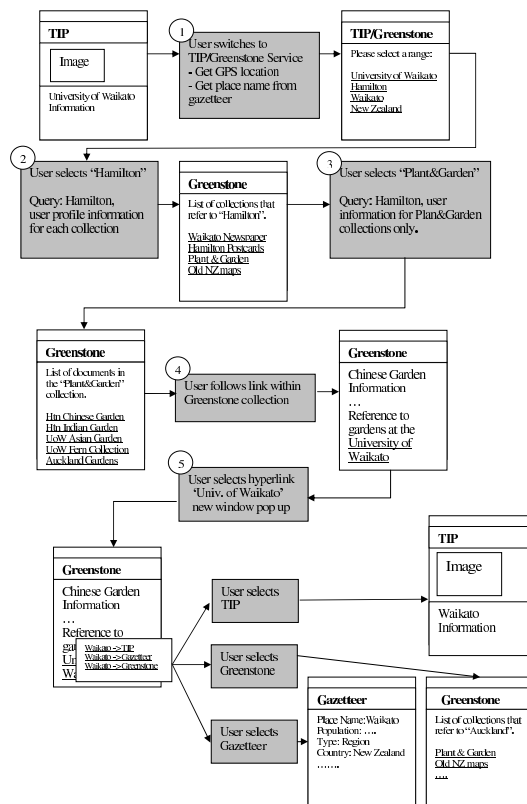 TIP
Image
University of Waikato
Information
1
User switches to
TIP/Greenstone Service
- Get GPS location
- Get place name from
gazetteer
TIP/Greenstone
Please select a range:
University of Waikato
Hamilton
Waikato
New Zealand
2
User selects “Hamilton”
Query: Hamilton,
user profile information
for each collection
Greenstone
List of collections that
refer to “Hamilton”.
Waikato Newspaper
Hamilton Postcards
Plant & Garden
Old NZ maps
3
User selects “Plant&Garden”
Query: Hamilton, user
information for Plan&Garden
collections only.
Greenstone
List of documents in
the “Plant&Garden”
collection.
Htn Chinese Garden
Htn Indian Garden
UoW Asian Garden
UoW Fern Collection
Auckland Gardens
4
User follows link within
Greenstone collection
Greenstone
Chinese Garden
Information
…
Reference to
gardens at the
University of
Waikato
5
User selects hyperlink
‘Univ. of Waikato’
new window pop up
Greenstone
Chinese Garden
Information
…
Reference to
ga
Un
Wa
Waikato -> TIP
Waikato -> Gazetteer
Waikato -> Greenstone
User selects
TIP
User selects
Greenstone
User selects
Gazetteer
TIP
Image
Waikato
Information
Gazetteer
Place Name:Waikato
Population: ….
Type: Region
Country: New Zealand
…….
Greenstone
List of collections that
refer to “Auckland”.
Plant & Garden
Old NZ maps
….